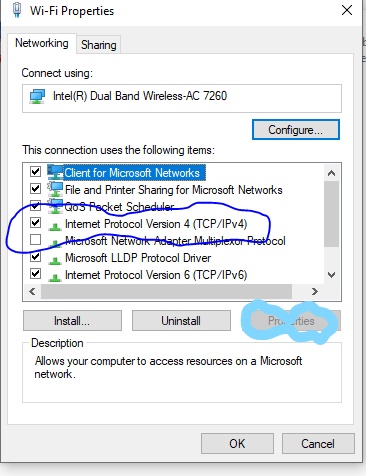 Wi-Fi Properties
Networking
Sharing
Connect using:
Intel(R) Dual Band Wireless-AC 7260
Configure...
This connection uses the following items:
Client for Microsoft Networks
File and Printer Sharing for Microsoft Networks
QoS Packet Scheduler
Internet Protocol Version 4 (TCP/IPv4)
Microsoft Network Adapter Multiplexor Protocol
Microsoft LLDP Protocol Driver
Internet Protocol Version 6 (TCP/IPv6)
Install...
Uninstall
Properties
Description
Allows your computer to access resources on a Microsoft
network.
OK
Cancel